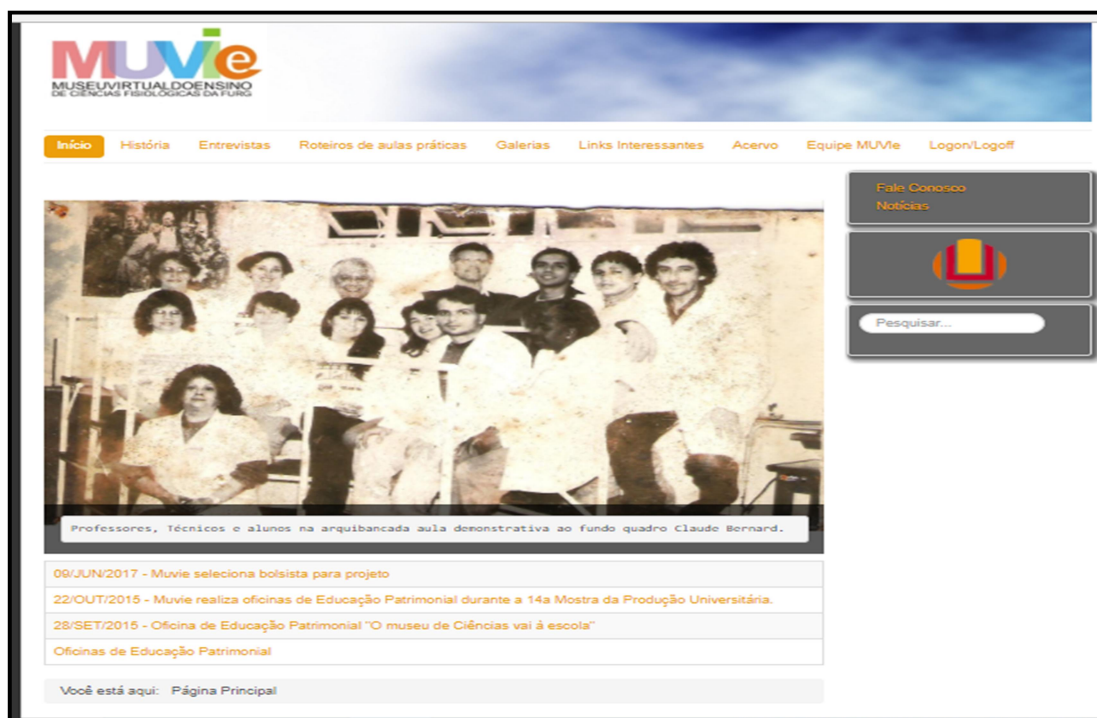 MUVIe
MUSEUVIRTUALDOENSINO
DE CIÊNCIAS FISIOLÓGICAS DA FURG
Início História Entrevistas Roteiros de aulas práticas Galerias Links Interessantes Acervo Equipe MUVIe Logon/Logoff
Fale Conosco
Notícias
Pesquisar...
Professores, Técnicos e alunos na arquibancada aula demonstrativa ao fundo quadro Claude Bernard.
09/JUN/2017 - Muvie seleciona bolsista para projeto
22/OUT/2015 - Muvie realiza oficinas de Educação Patrimonial durante a 14a Mostra da Produção Universitária.
28/SET/2015 - Oficina de Educação Patrimonial "O museu de Ciências vai á escola"
Oficinas de Educação Patrimonial
Você está aqui: Página Principal